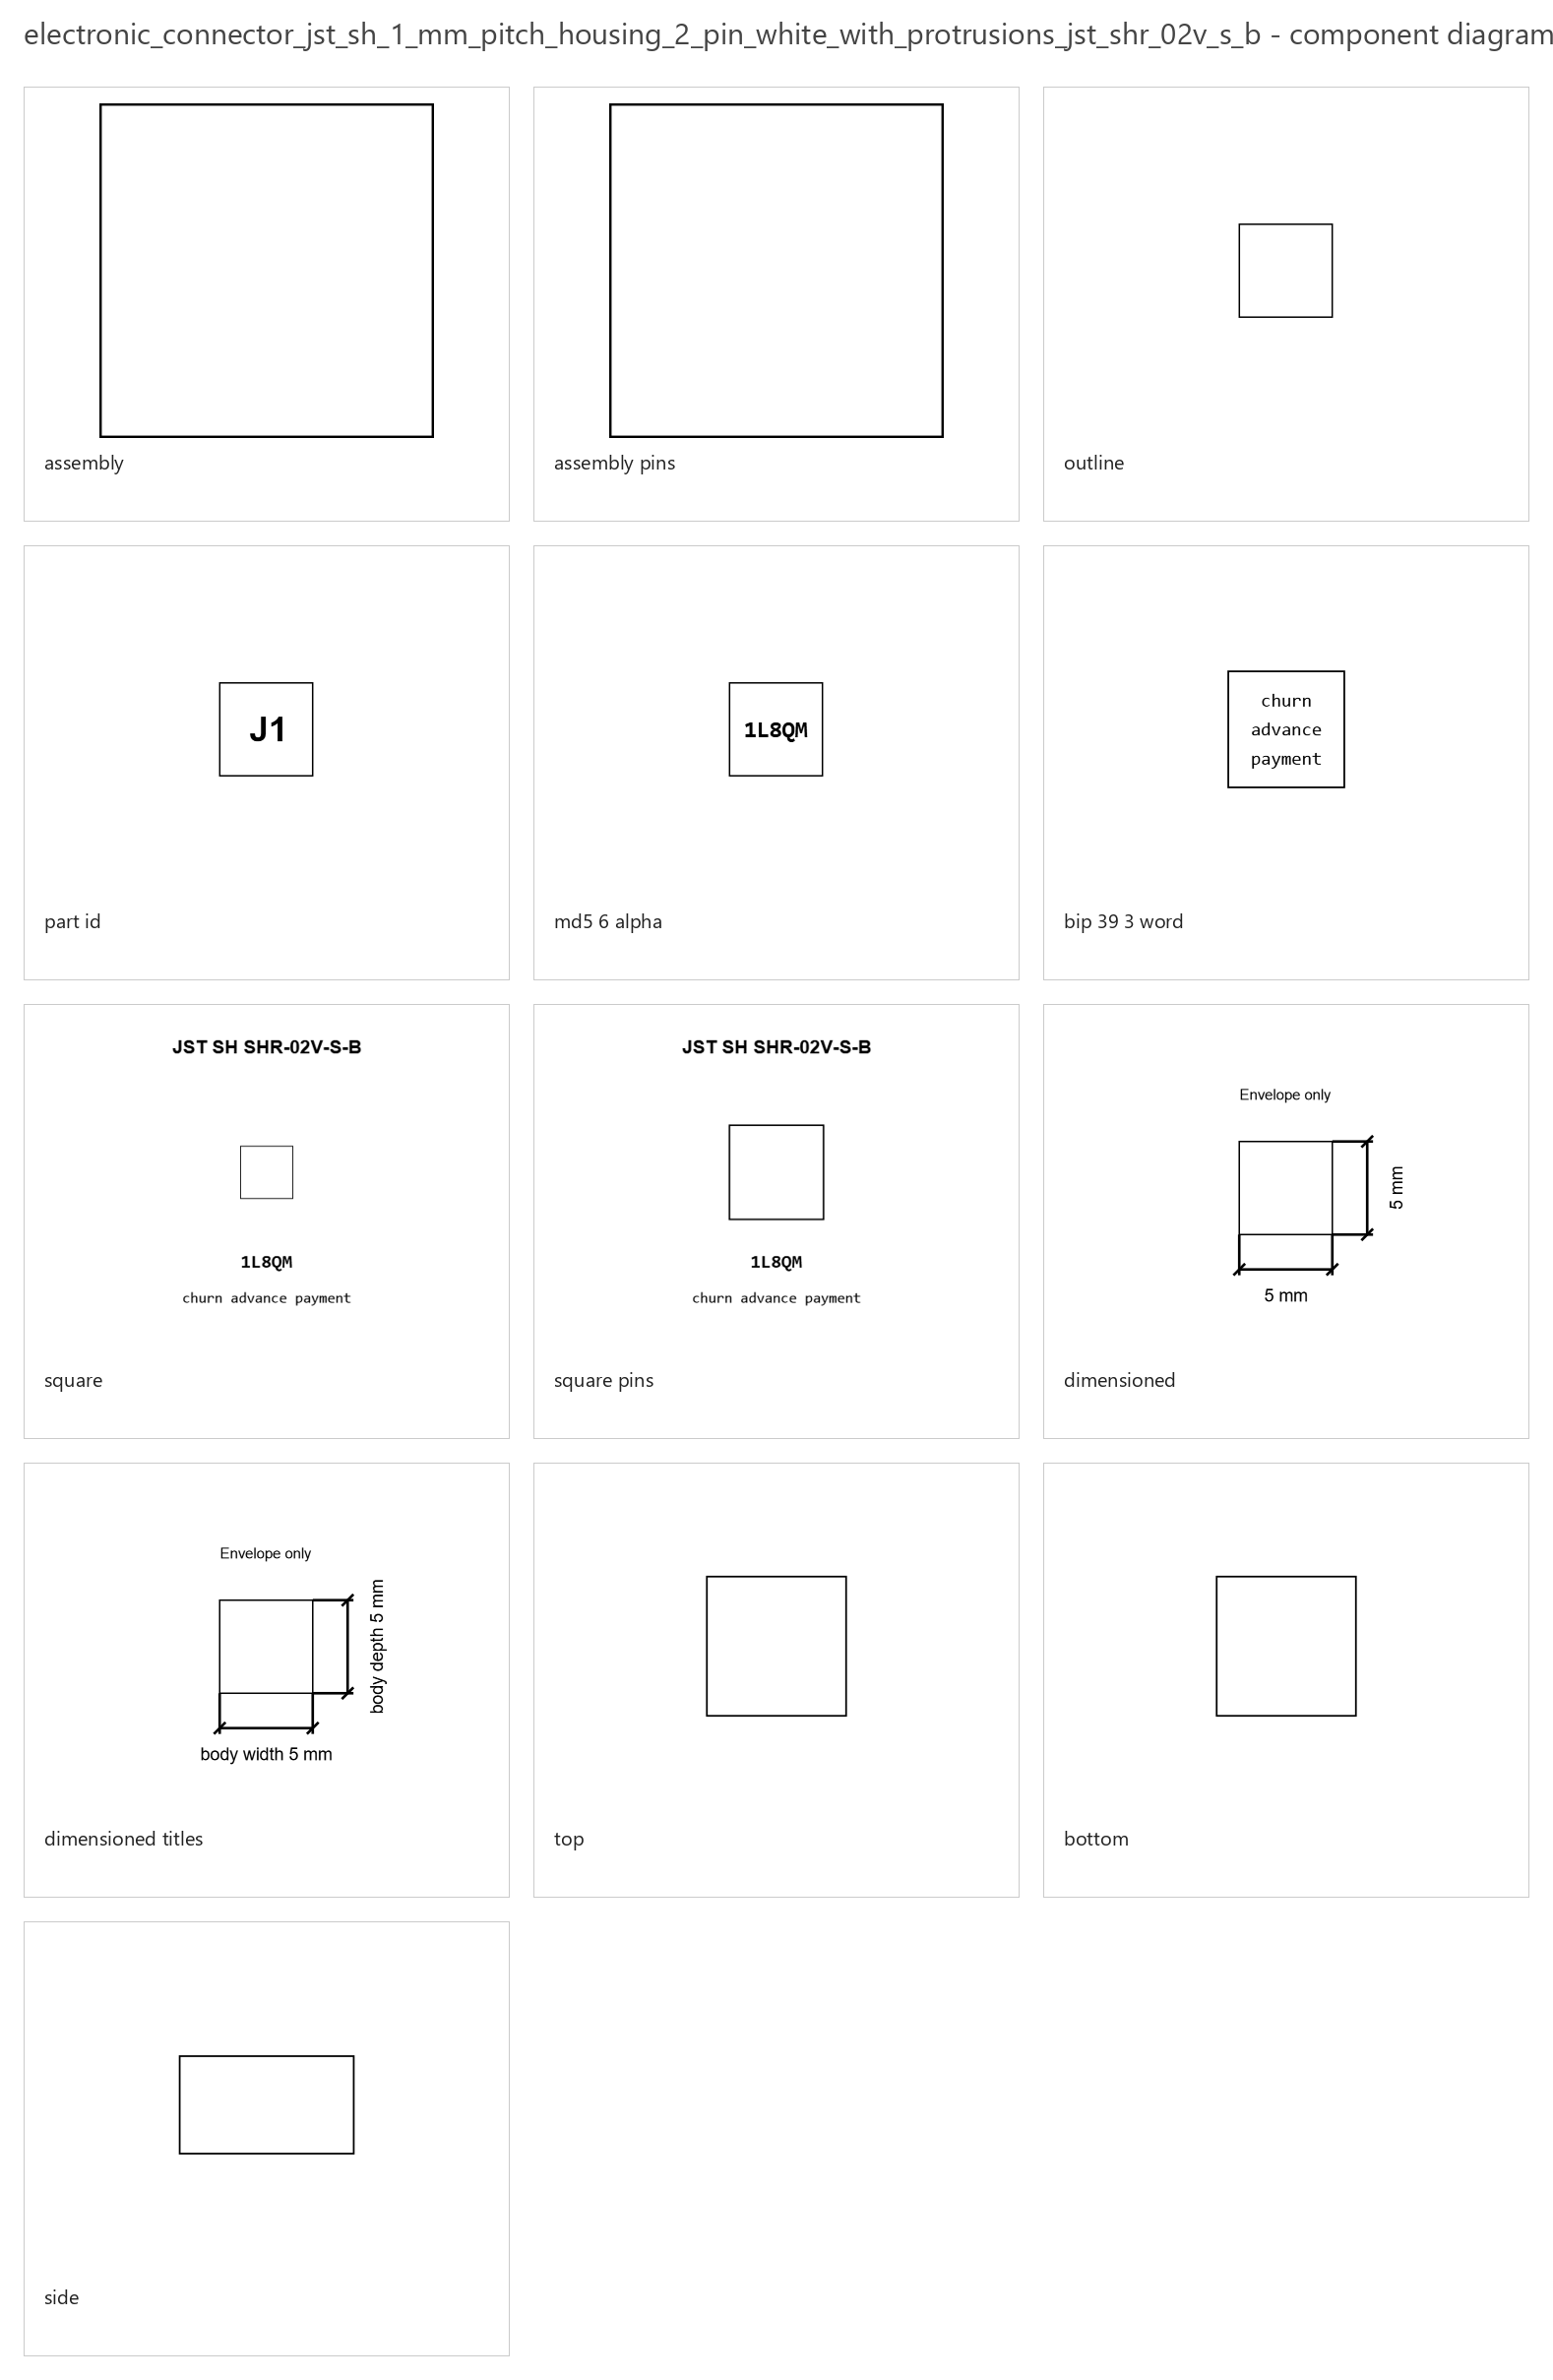 electronic_connector_jst_sh_1_mm_pitch_housing_2_pin_white_with_protrusions_jst_shr_02v_s_b - component diagram
assembly
assembly pins
outline
J1
part id
1L8QM
md5 6 alpha
churn
advance
payment
bip 39 3 word
JST SH SHR-02V-S-B
1L8QM
churn advance payment
square
JST SH SHR-02V-S-B
1L8QM
churn advance payment
square pins
Envelope only
5 mm
5 mm
dimensioned
Envelope only
body depth 5 mm
body width 5 mm
dimensioned titles
top
bottom
side